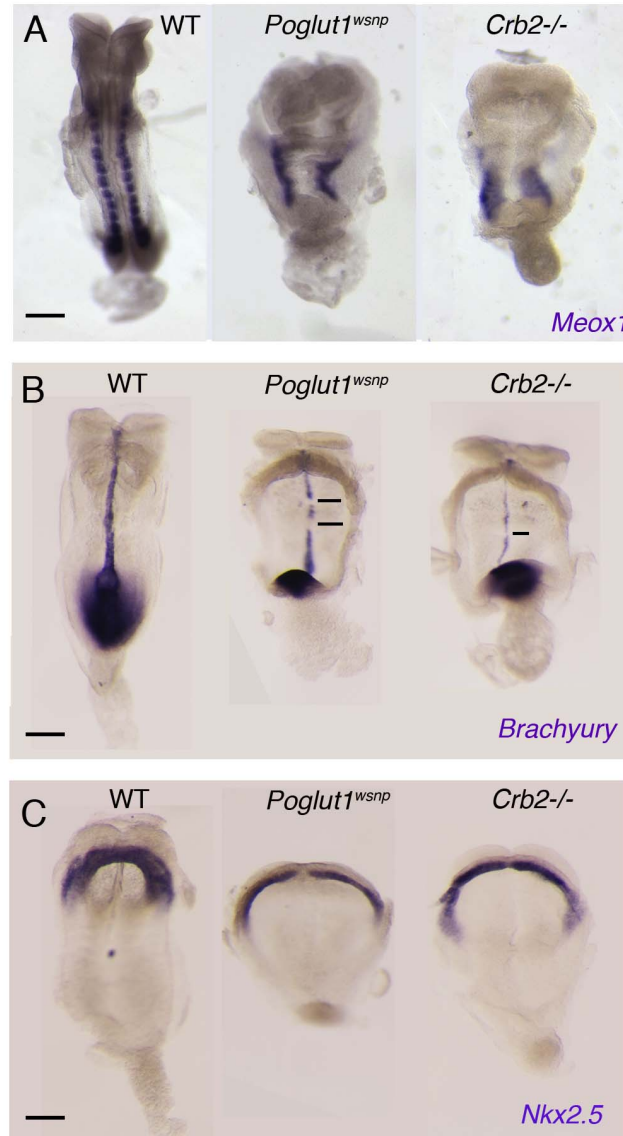 A
WT
Poglut1wsnp
Crb2-/-
Meox1
B
WT
Poglut1wsnp
Crb2-/-
Brachyury
C
WT
Poglut1wsnp
Crb2-/-
Nkx2.5